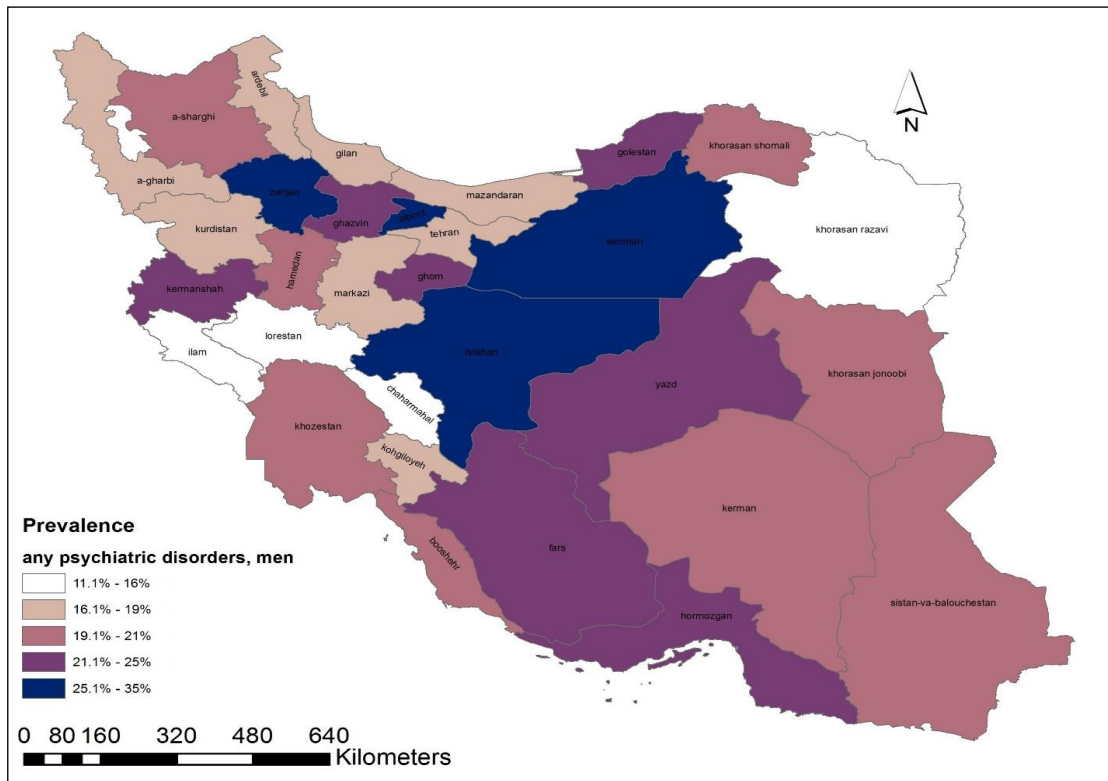 ardebil
a-sharghi
N
golestan
khorasan shomali
gilan
a-gharbi
mazandaran
zanjan
ghazvin
alborz
kurdistan
tehran
khorasan razavi
semnan
hamedan
ghom
kermanshah
markazi
lorestan
ilam
isfahan
khorasan jonoobi
yazd
chaharmahal
khozestan
kohgiloyeh
kerman
fars
booshehr
sistan-va-balouchestan
hormozgan
Prevalence
any psychiatric disorders, men
11.1% - 16%
16.1% - 19%
19.1% - 21%
21.1% - 25%
25.1% - 35%
0 80 160 320 480 640
Kilometers